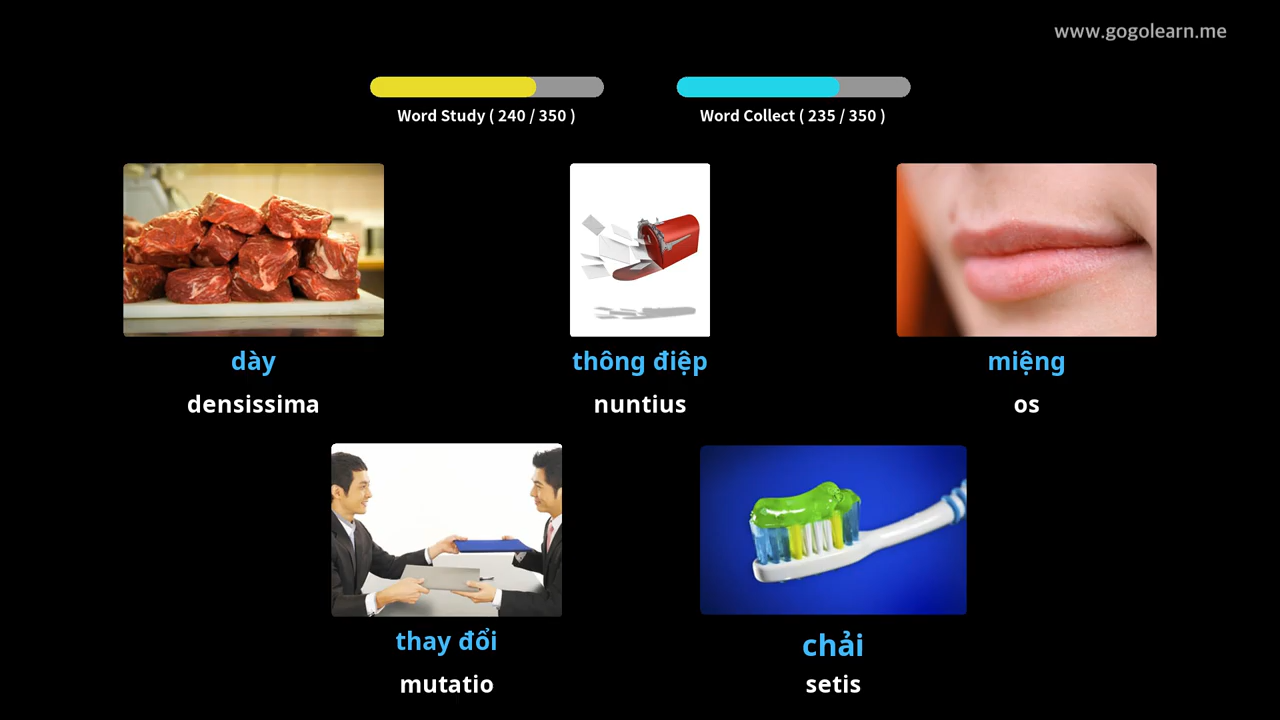 www.gogolearn.me
Word Study ( 240 / 350 )
Word Collect ( 235 / 350 )
dày
densissima
thông điệp
nuntius
miệng
os
thay đổi
mutatio
chải
setis